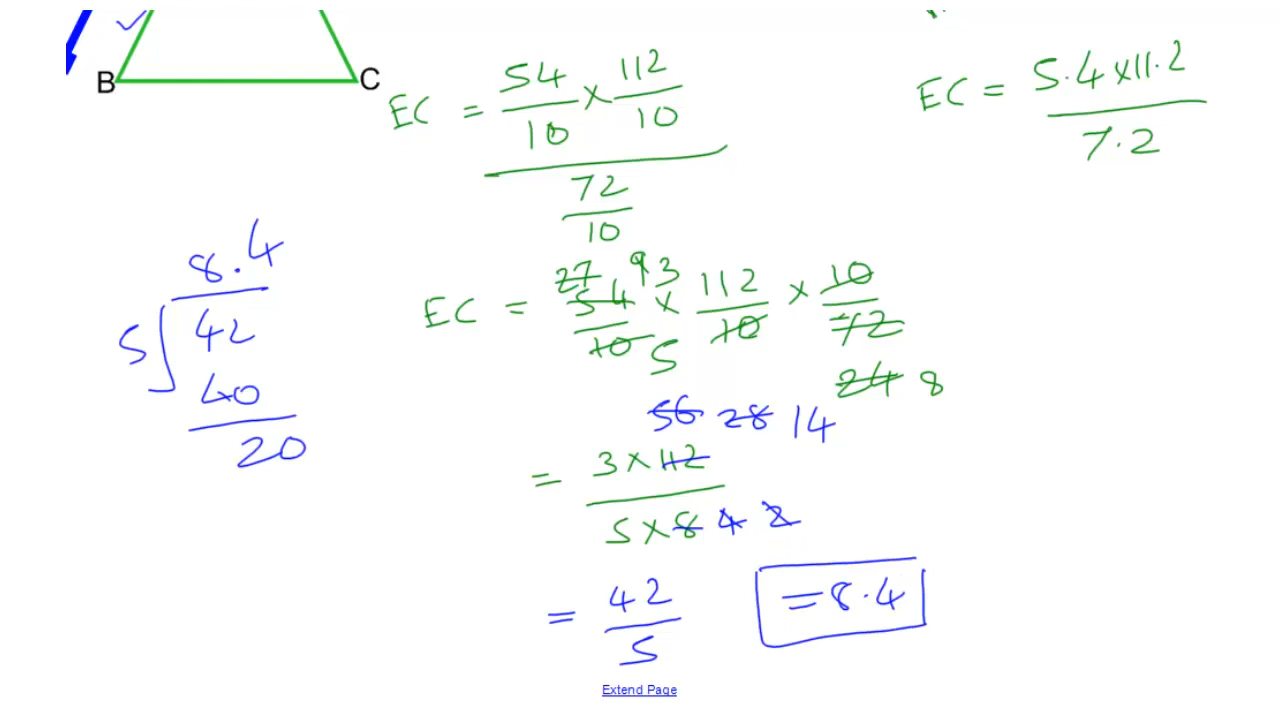 B C
EC = 54/10 × 112/10
72/10
EC = 5.4×11.2
7.2
8.4
5 42
40
20
27 9 3
EC = 54/10 × 112/10 × 10/72
5
24 8
56 28 14
= 3×112
5×8 4 2
= 42/5 =8.4
Extend Page